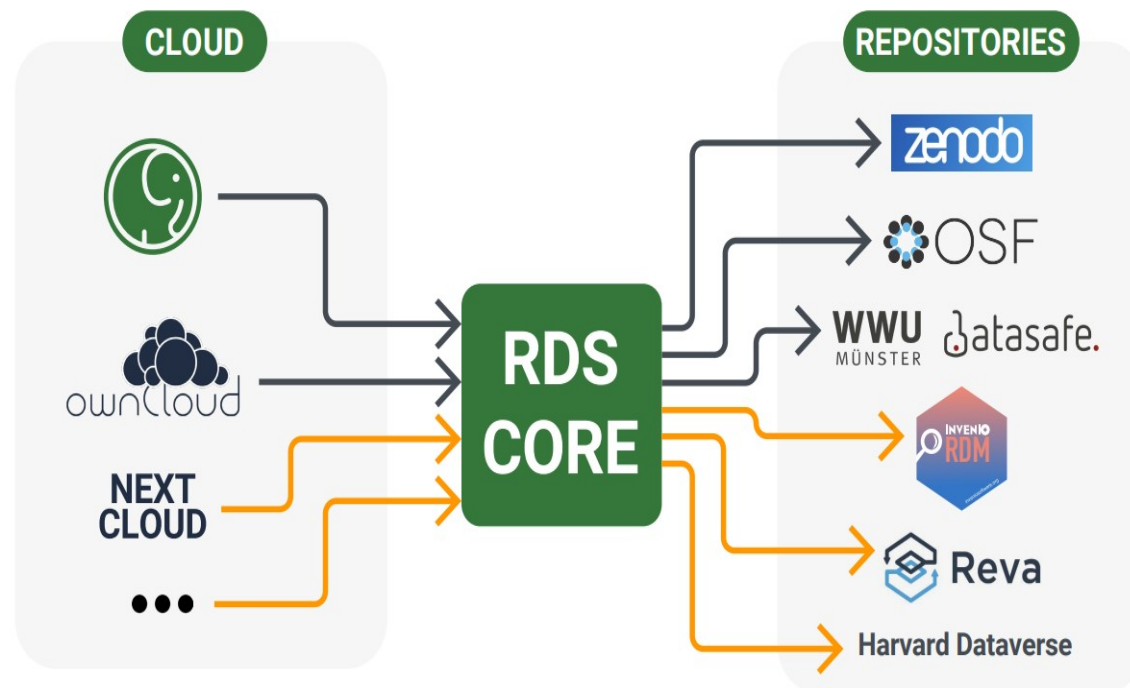 CLOUD
ownCloud
NEXT
CLOUD
RDS
CORE
REPOSITORIES
zenodo
OSF
WWU
MÜNSTER
datasafe.
INVENIO
RDM
Reva
Harvard Dataverse